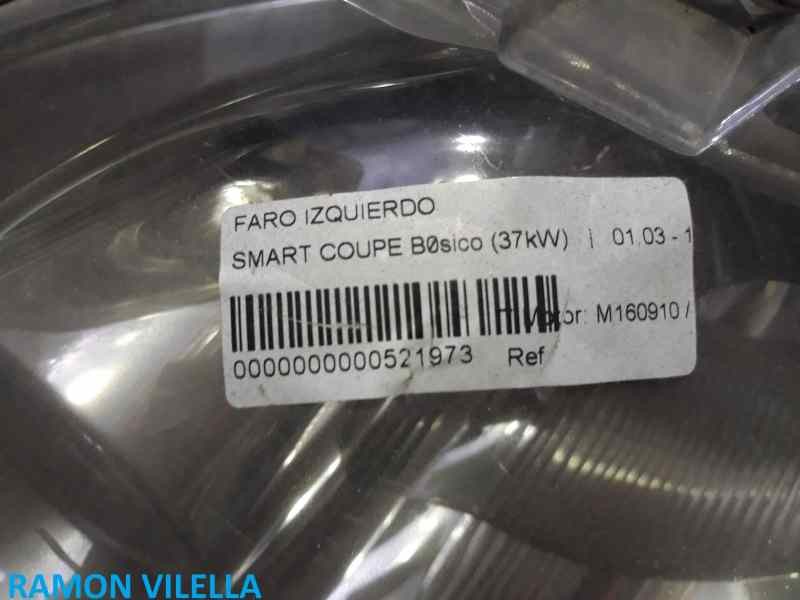 FARO IZQUIERDO
SMART COUPE B0sico (37kW) | 01.03 - 1
Motor: M160910 /
0000000000521973 Ref
RAMON VILELLA